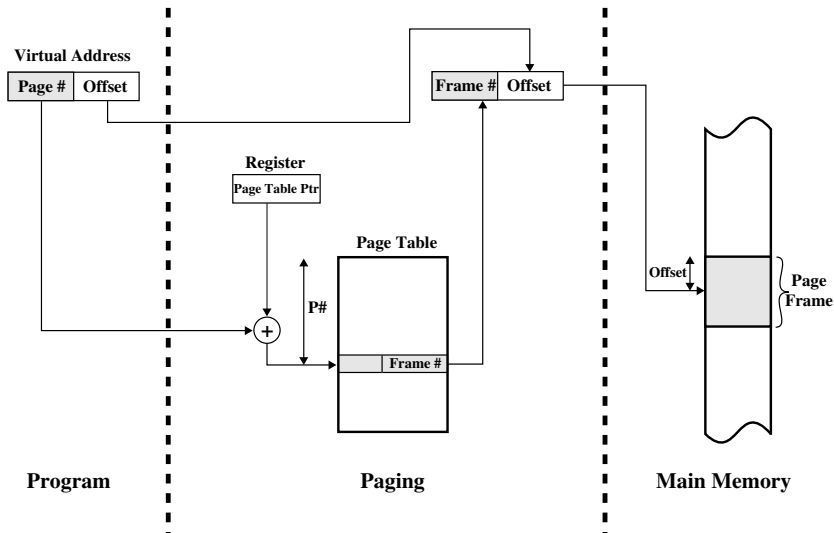 Virtual Address
Page # Offset
Frame # Offset
Register
Page Table Ptr
Page Table
P#
+
Frame #
Offset
Page
Frame
Program
Paging
Main Memory